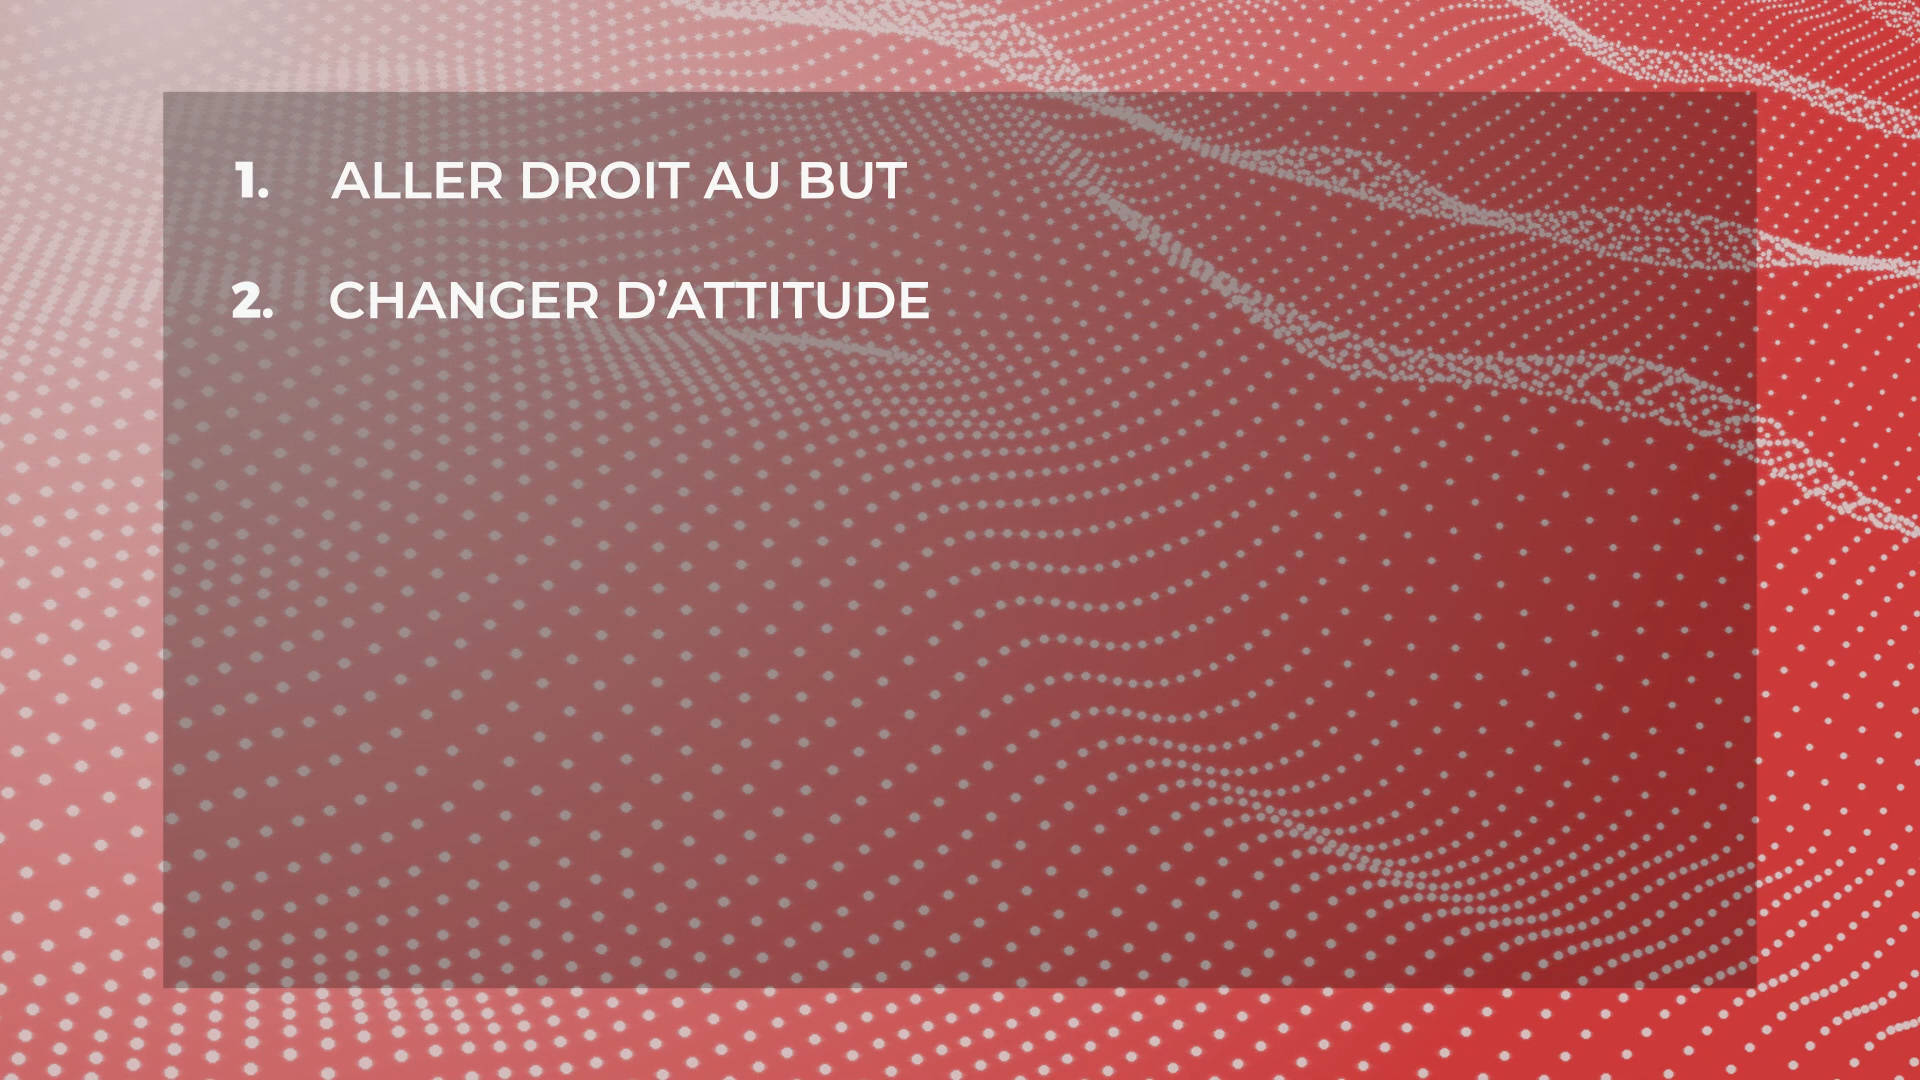 1. ALLER DROIT AU BUT
2. CHANGER D’ATTITUDE